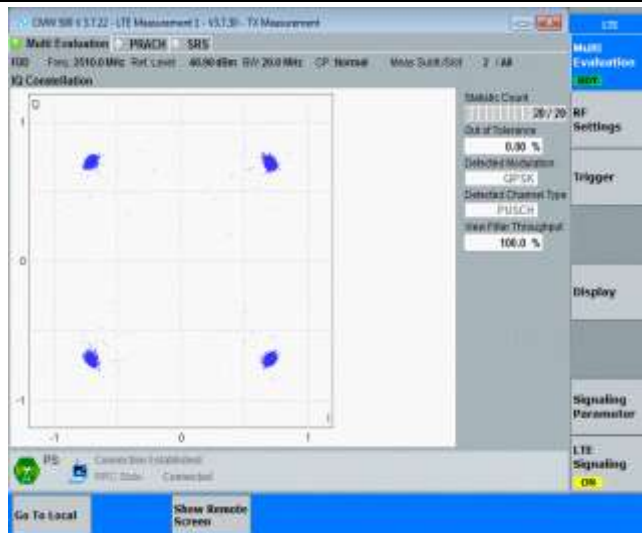 CMW 500 V 3.7.22 - LTE Measurement 1 - V3.7.30 - TX Measurement
LTE
Multi Evaluation PRACH SRS
Multi
Evaluation
RDY
Freq: 3510.0 MHz Ref. Level: 40.90 dBm BW: 20.0 MHz CP: Normal Meas Subfr/Slot 2 / All
IQ Constellation
Q
1
0
-1
I
-1 0 1
Statistic Count
20 / 20
Out of Tolerance
0.00 %
Detected Modulation
QPSK
Detected Channel Type
PUSCH
View Filter Throughput
100.0 %
RF
Settings
Trigger
Display
Signaling
Parameter
LTE
Signaling
ON
PS: Connection Established
RRC State: Connected
Go To Local
Show Remote
Screen